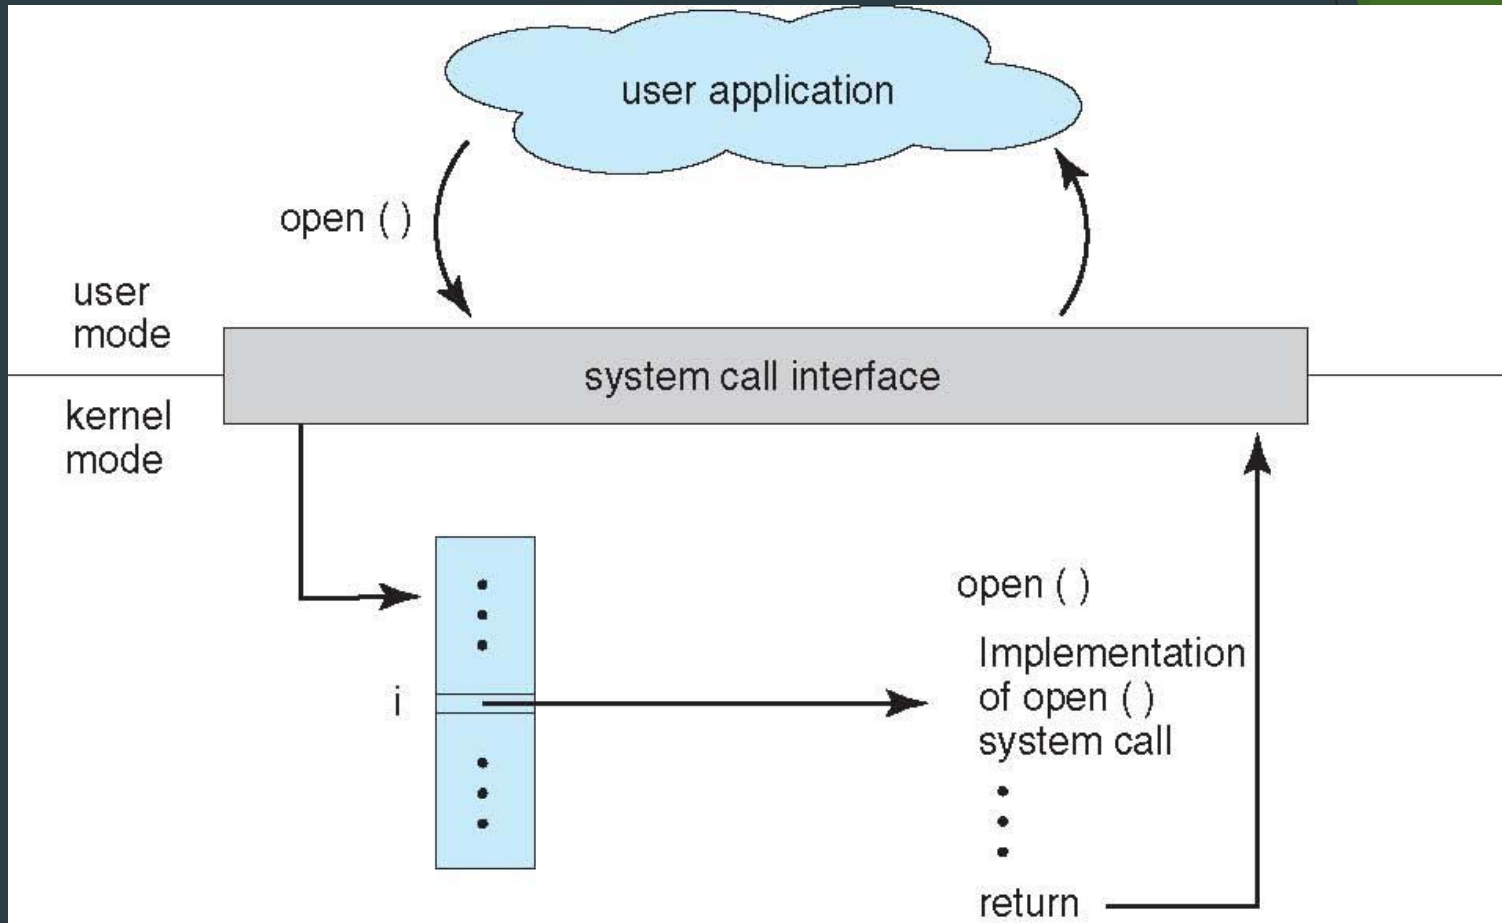 user application
open ( )
user
mode
system call interface
kernel
mode
open ( )
Implementation
of open ( )
system call
i
return